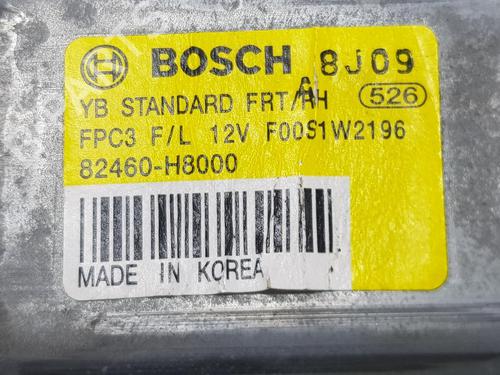 BOSCH 8J09
YB STANDARD FRT/RH 526
FPC3 F/L 12V F00S1W2196
82460-H8000
MADE IN KOREA